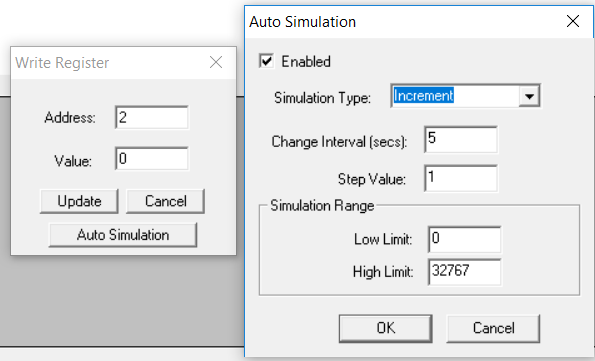 Write Register
Address: 2
Value: 0
Update Cancel
Auto Simulation
Auto Simulation
Enabled
Simulation Type: Increment
Change Interval (secs): 5
Step Value: 1
Simulation Range
Low Limit: 0
High Limit: 32767
OK Cancel